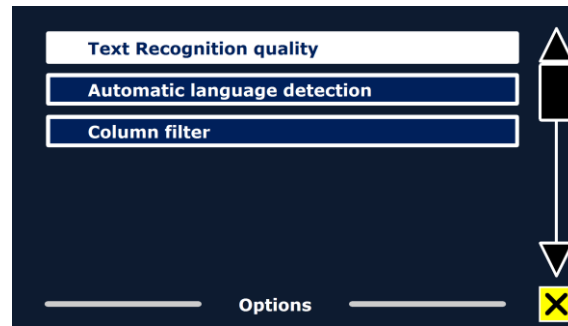 Text Recognition quality
Automatic language detection
Column filter
Options